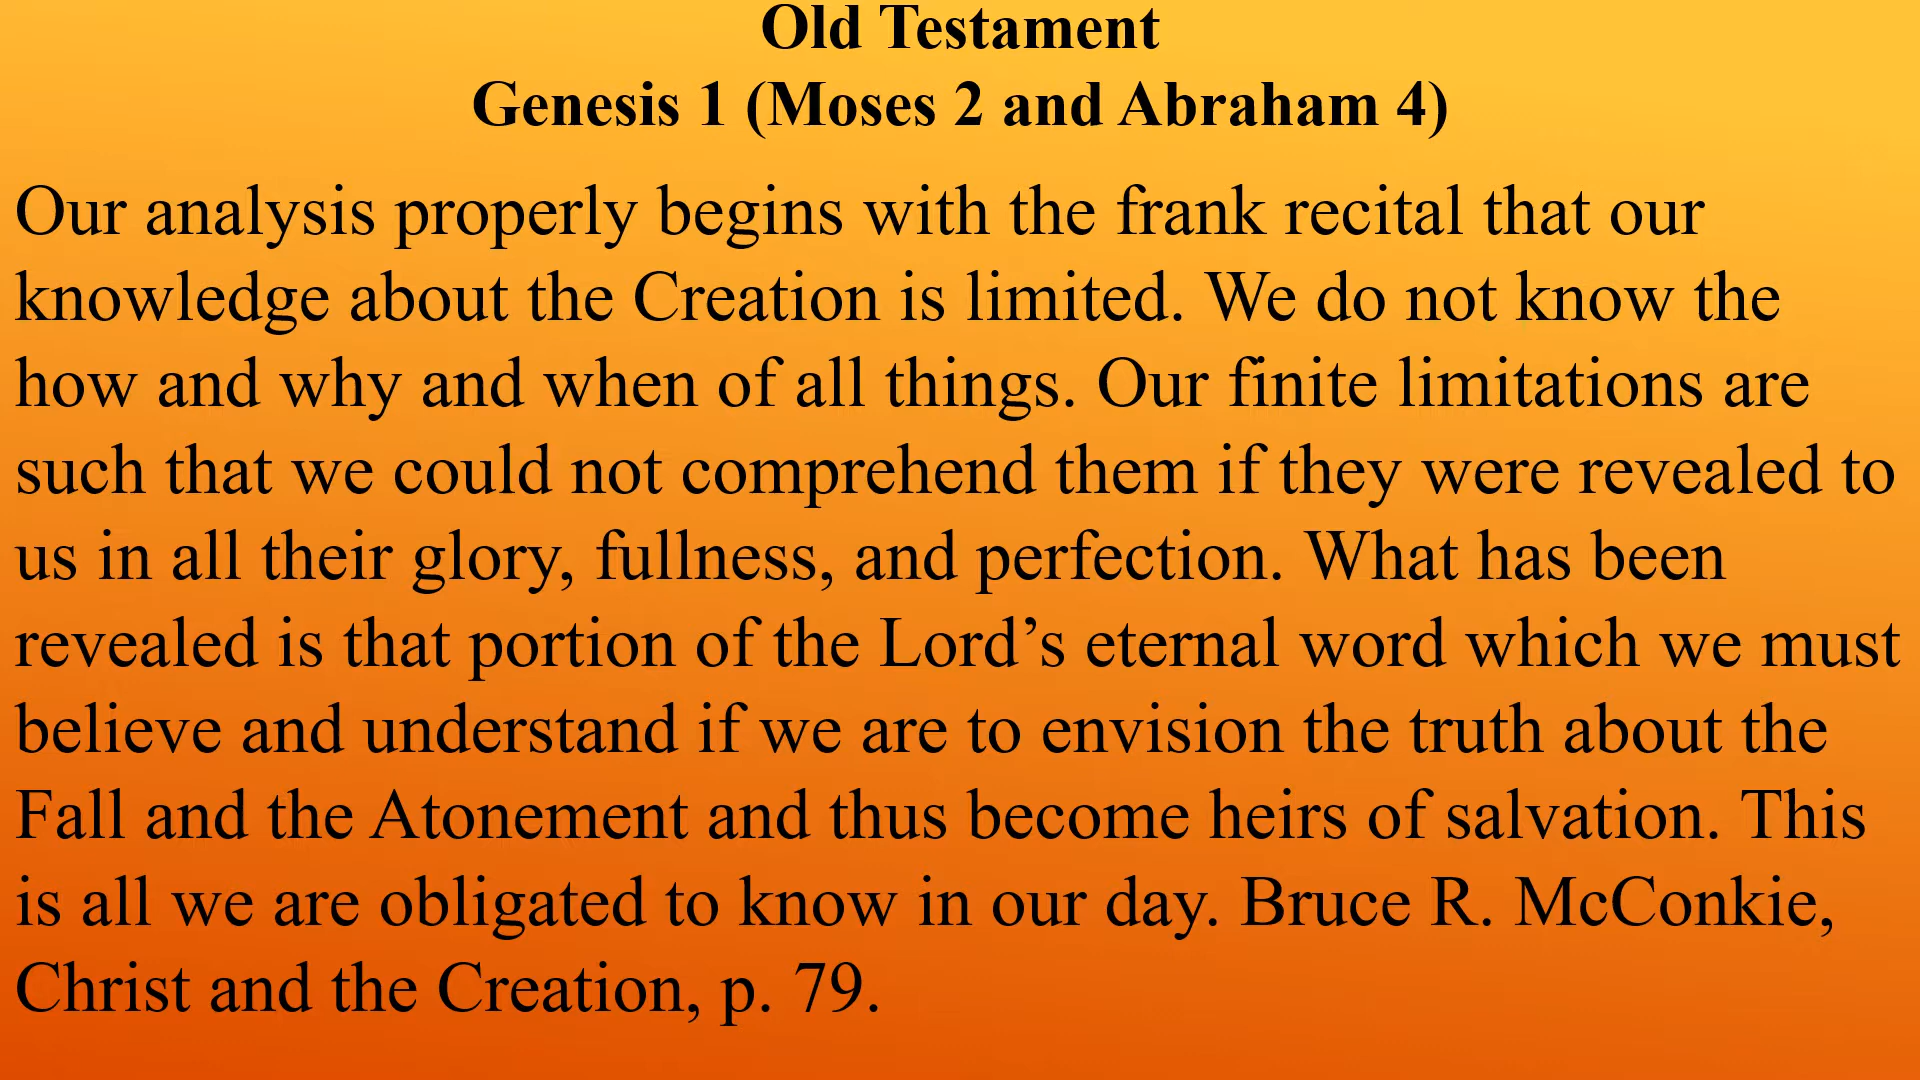 Old Testament
Genesis 1 (Moses 2 and Abraham 4)
Our analysis properly begins with the frank recital that our
knowledge about the Creation is limited. We do not know the
how and why and when of all things. Our finite limitations are
such that we could not comprehend them if they were revealed to
us in all their glory, fullness, and perfection. What has been
revealed is that portion of the Lord’s eternal word which we must
believe and understand if we are to envision the truth about the
Fall and the Atonement and thus become heirs of salvation. This
is all we are obligated to know in our day. Bruce R. McConkie,
Christ and the Creation, p. 79.